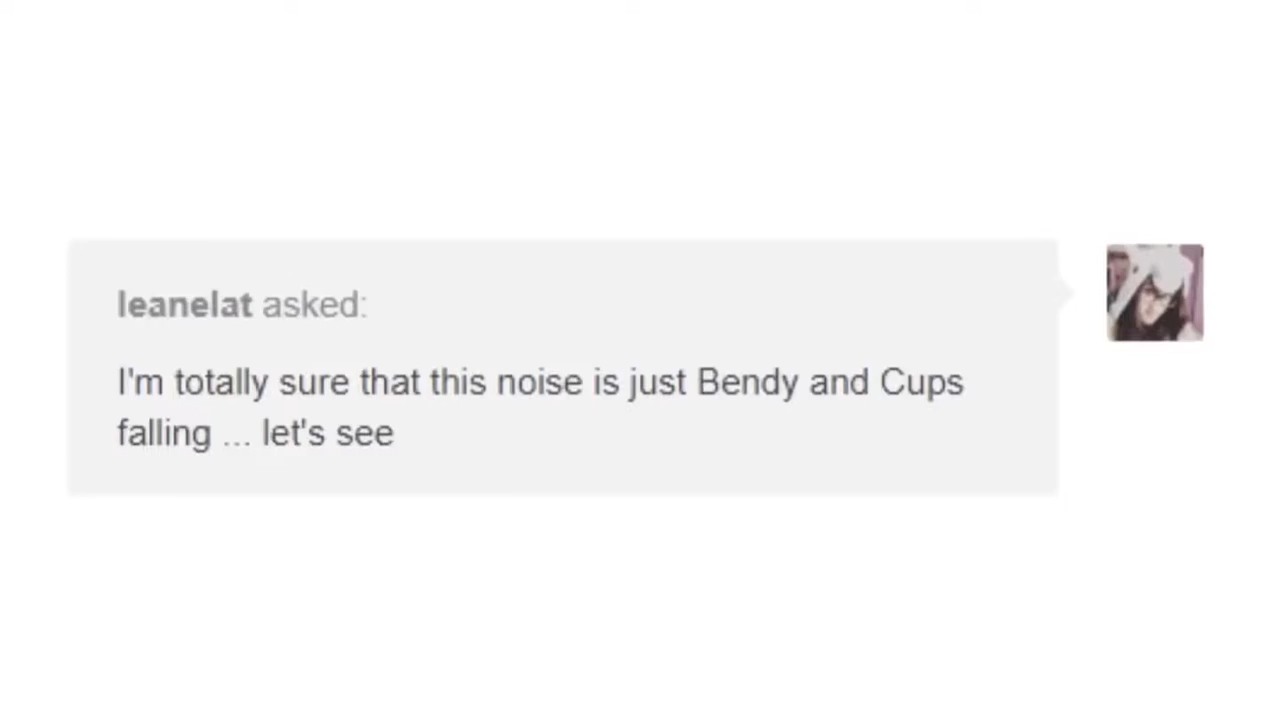 leanelat asked:
I'm totally sure that this noise is just Bendy and Cups
falling ... let's see